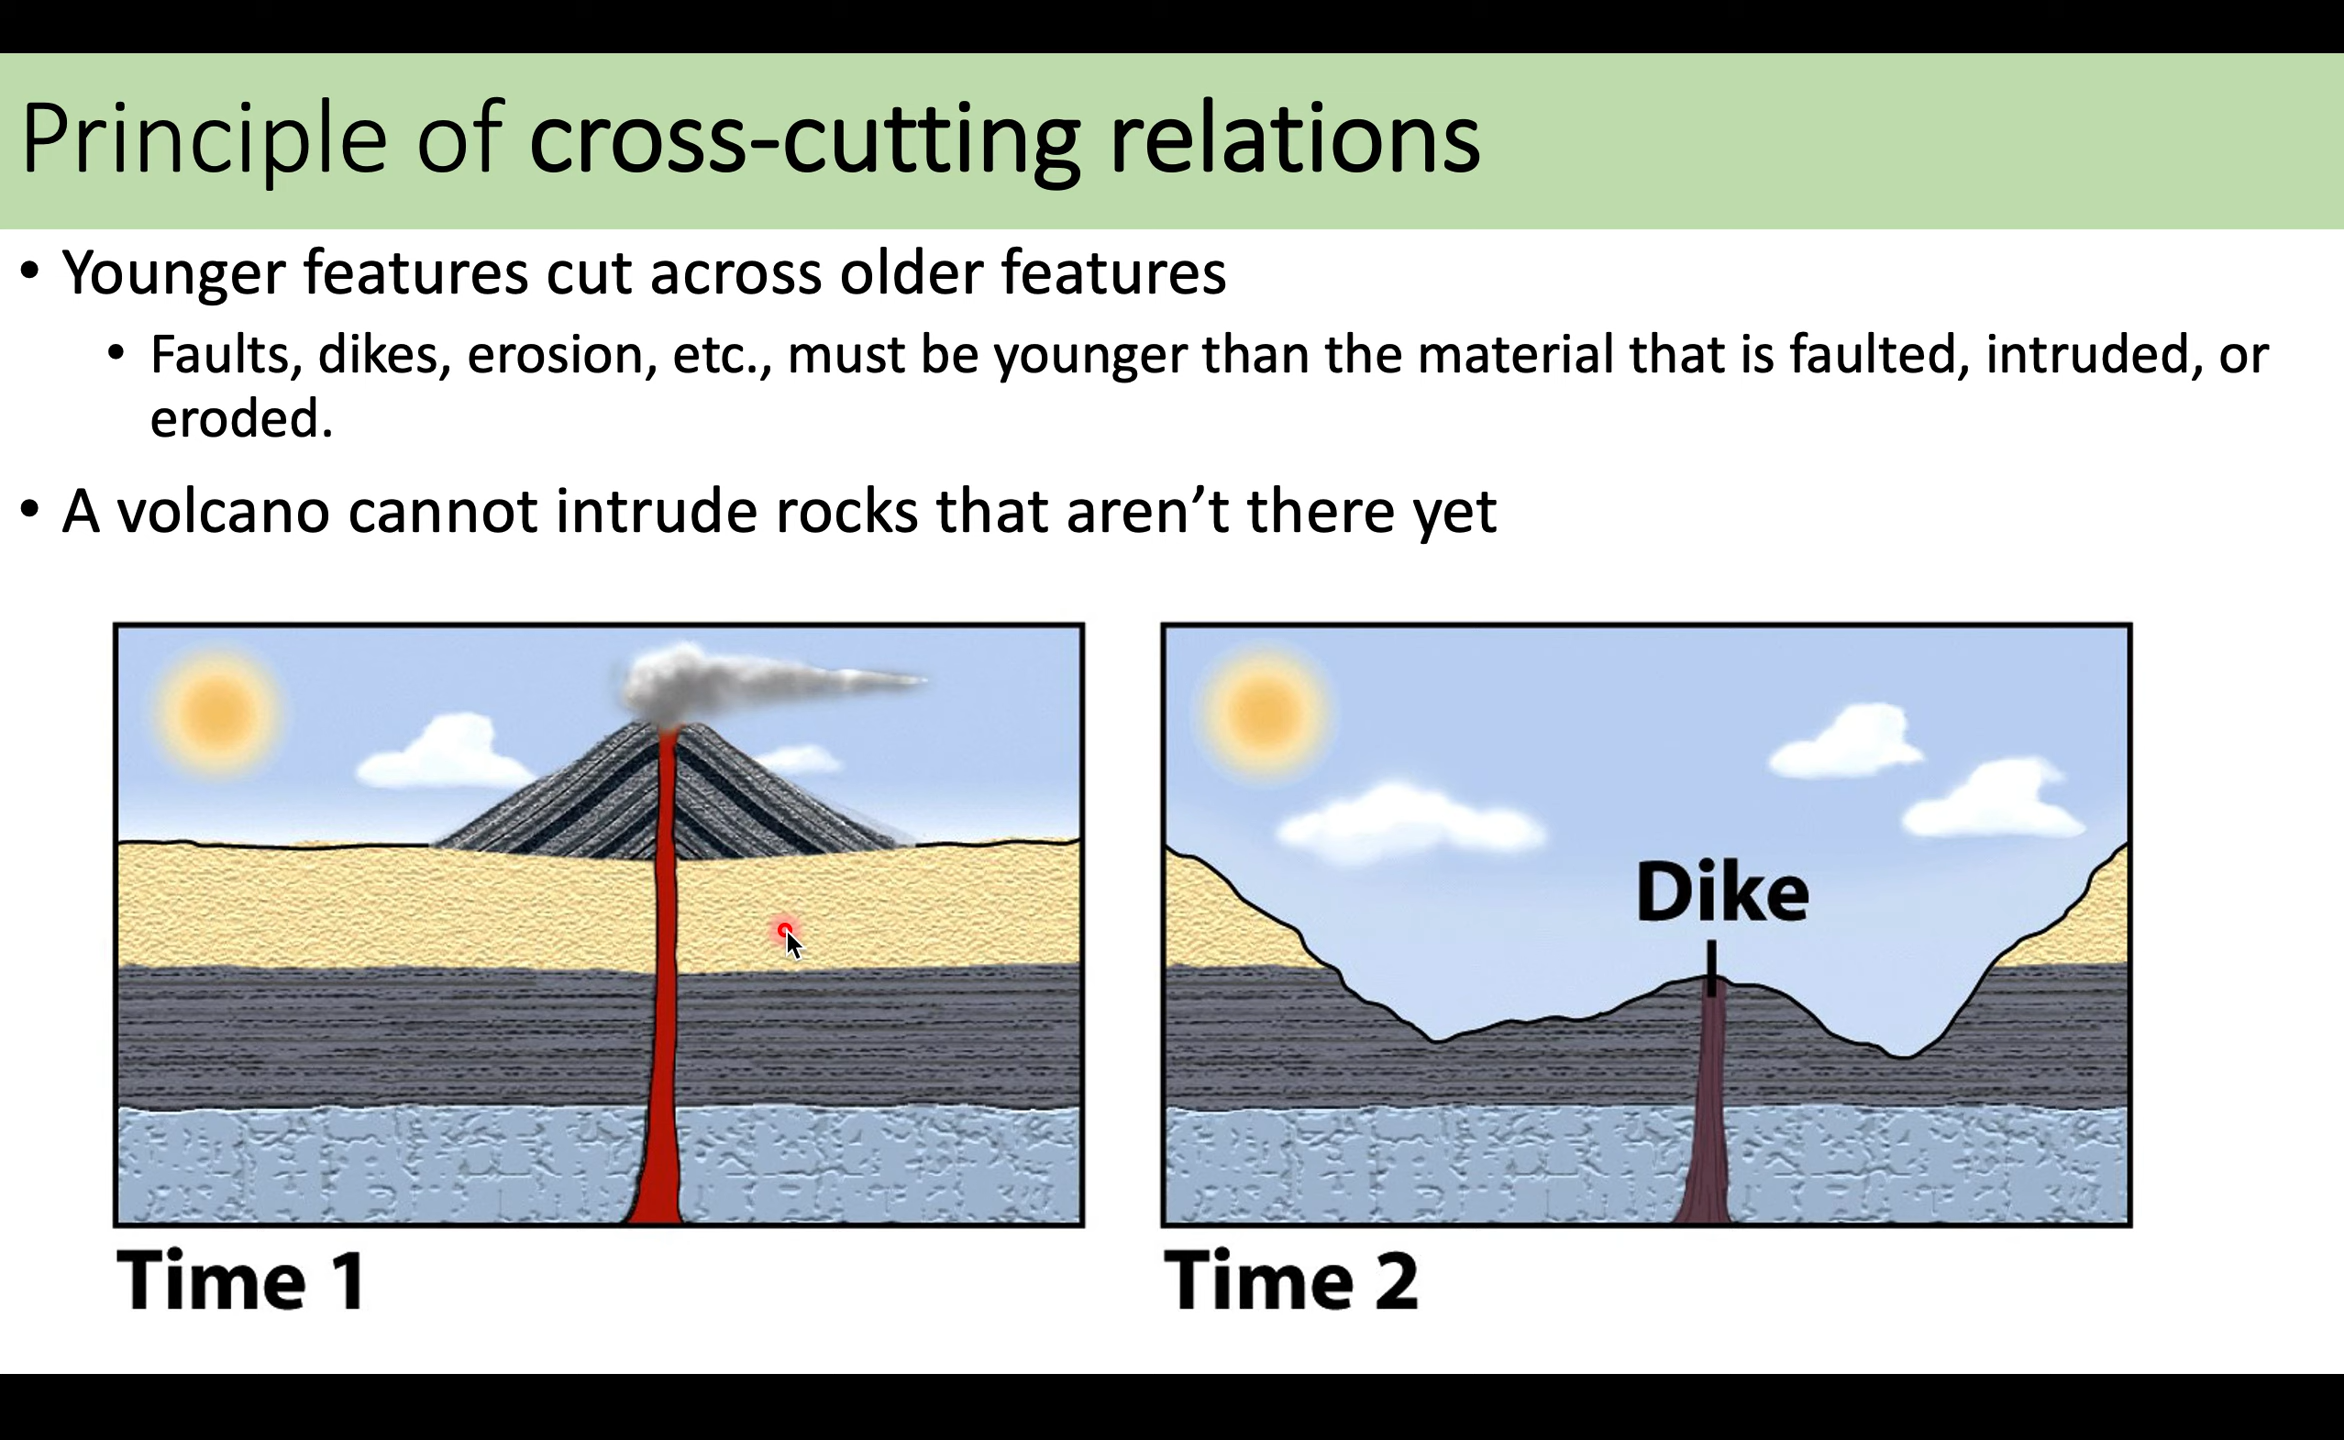 Principle of cross-cutting relations
• Younger features cut across older features
• Faults, dikes, erosion, etc., must be younger than the material that is faulted, intruded, or
eroded.
• A volcano cannot intrude rocks that aren’t there yet
Dike
Time 1
Time 2